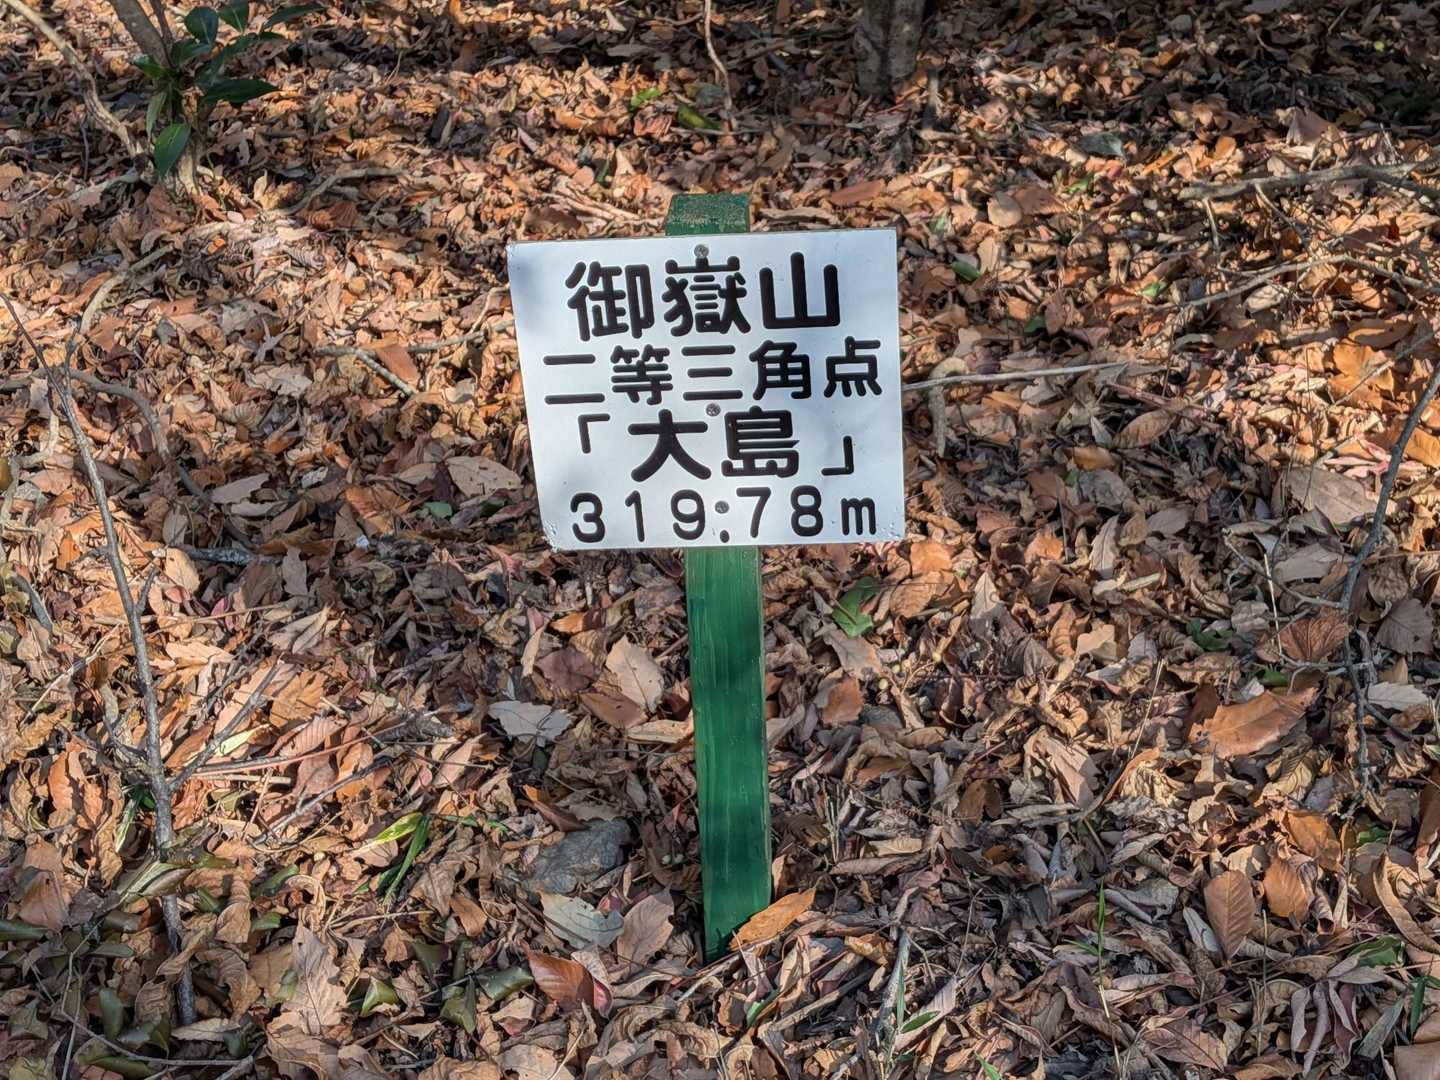 御嶽山
二等三角点
「大島」
319.78m